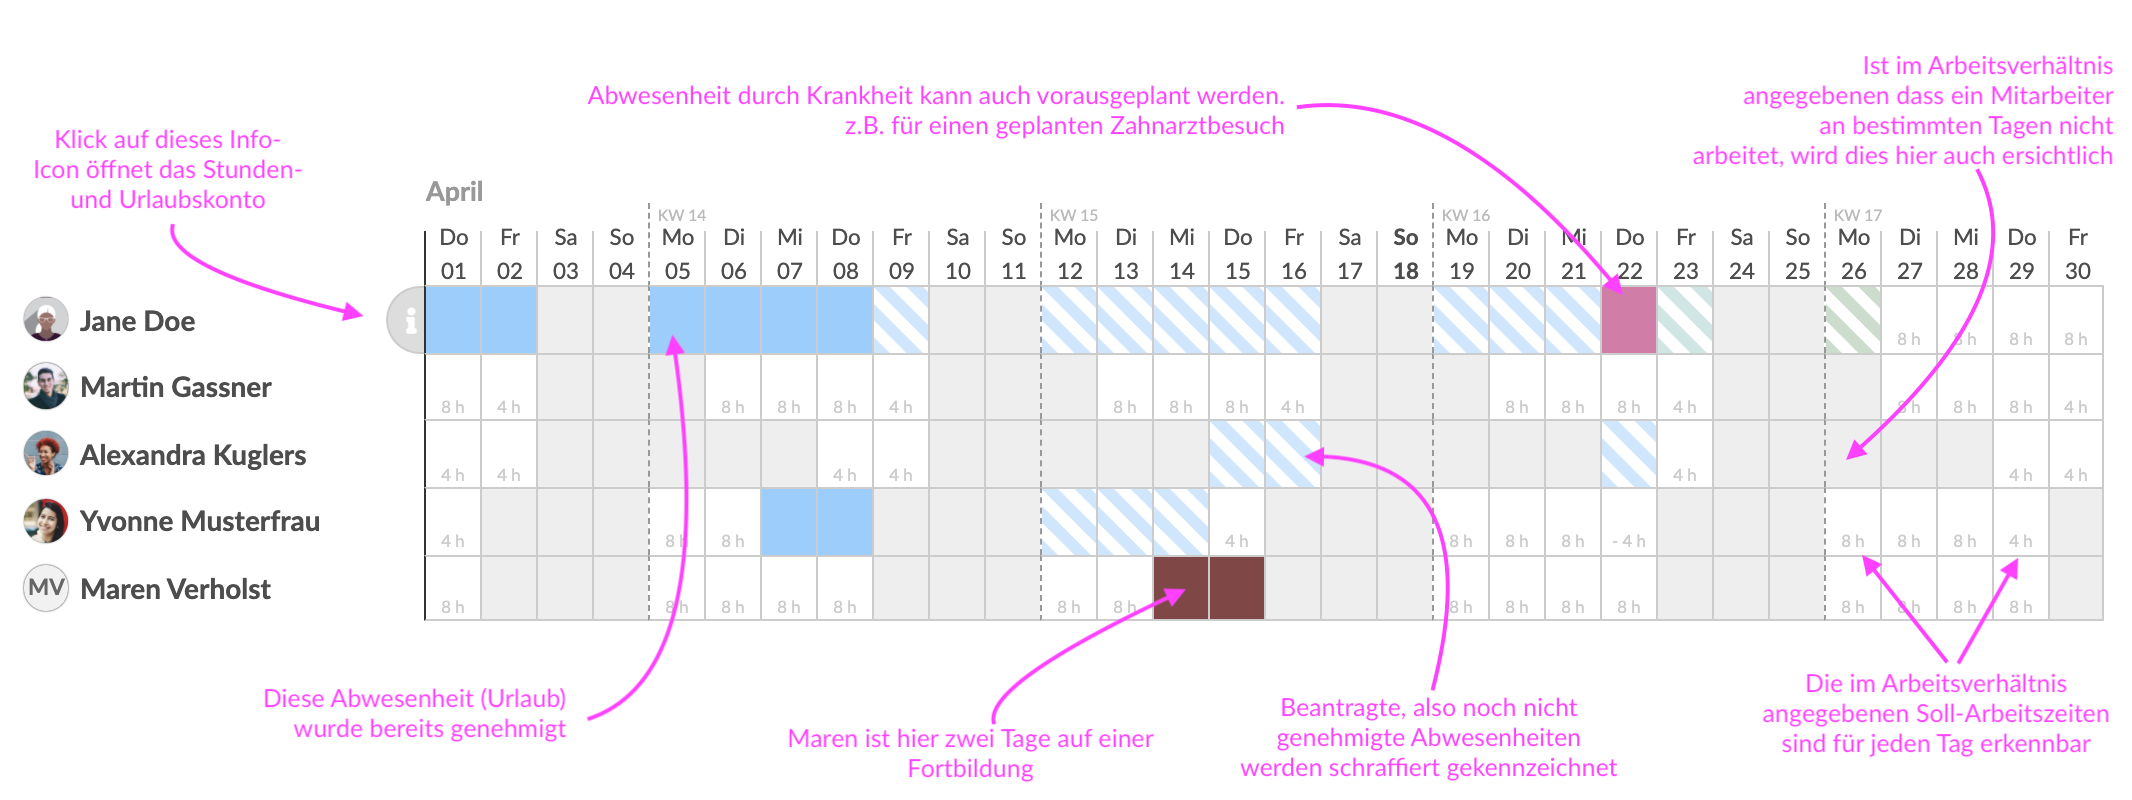 Ist im Arbeitsverhältnis
angegebenen dass ein Mitarbeiter
an bestimmten Tagen nicht
arbeitet, wird dies hier auch ersichtlich
Abwesenheit durch Krankheit kann auch vorausgeplant werden.
z.B. für einen geplanten Zahnarztbesuch
Klick auf dieses Info-
Icon öffnet das Stunden-
und Urlaubskonto
April
KW 14 KW 15 KW 16 KW 17
Do Fr Sa So Mo Di Mi Do Fr Sa So Mo Di Mi Do Fr Sa So Mo Di Mi Do Fr Sa So Mo Di Mi Do Fr
01 02 03 04 05 06 07 08 09 10 11 12 13 14 15 16 17 18 19 20 21 22 23 24 25 26 27 28 29 30
Jane Doe i 8 h 8 h 8 h 8 h
Martin Gassner 8 h 4 h 8 h 8 h 8 h 4 h 8 h 8 h 8 h 4 h 8 h 8 h 8 h 4 h 8 h 8 h 8 h 4 h
Alexandra Kuglers 4 h 4 h 4 h 4 h 4 h 4 h 4 h
Yvonne Musterfrau 4 h 8 h 8 h 4 h 8 h 8 h 8 h - 4 h 8 h 8 h 8 h 4 h
MV Maren Verholst 8 h 8 h 8 h 8 h 8 h 8 h 8 h 8 h 8 h 8 h 8 h 8 h 8 h 8 h 8 h
Diese Abwesenheit (Urlaub)
wurde bereits genehmigt
Maren ist hier zwei Tage auf einer
Fortbildung
Beantragte, also noch nicht
genehmigte Abwesenheiten
werden schraffiert gekennzeichnet
Die im Arbeitsverhältnis
angegebenen Soll-Arbeitszeiten
sind für jeden Tag erkennbar